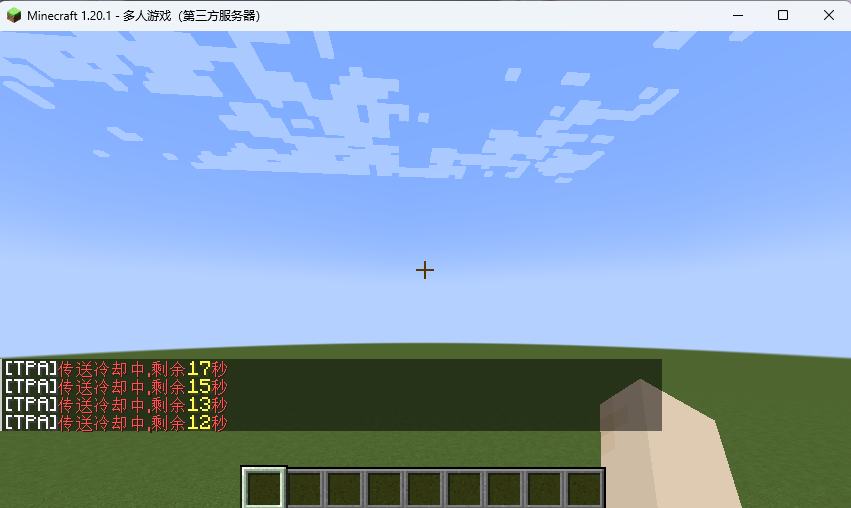 Minecraft 1.20.1 - 多人游戏（第三方服务器）
[TPA]传送冷却中,剩余17秒
[TPA]传送冷却中,剩余15秒
[TPA]传送冷却中,剩余13秒
[TPA]传送冷却中,剩余12秒